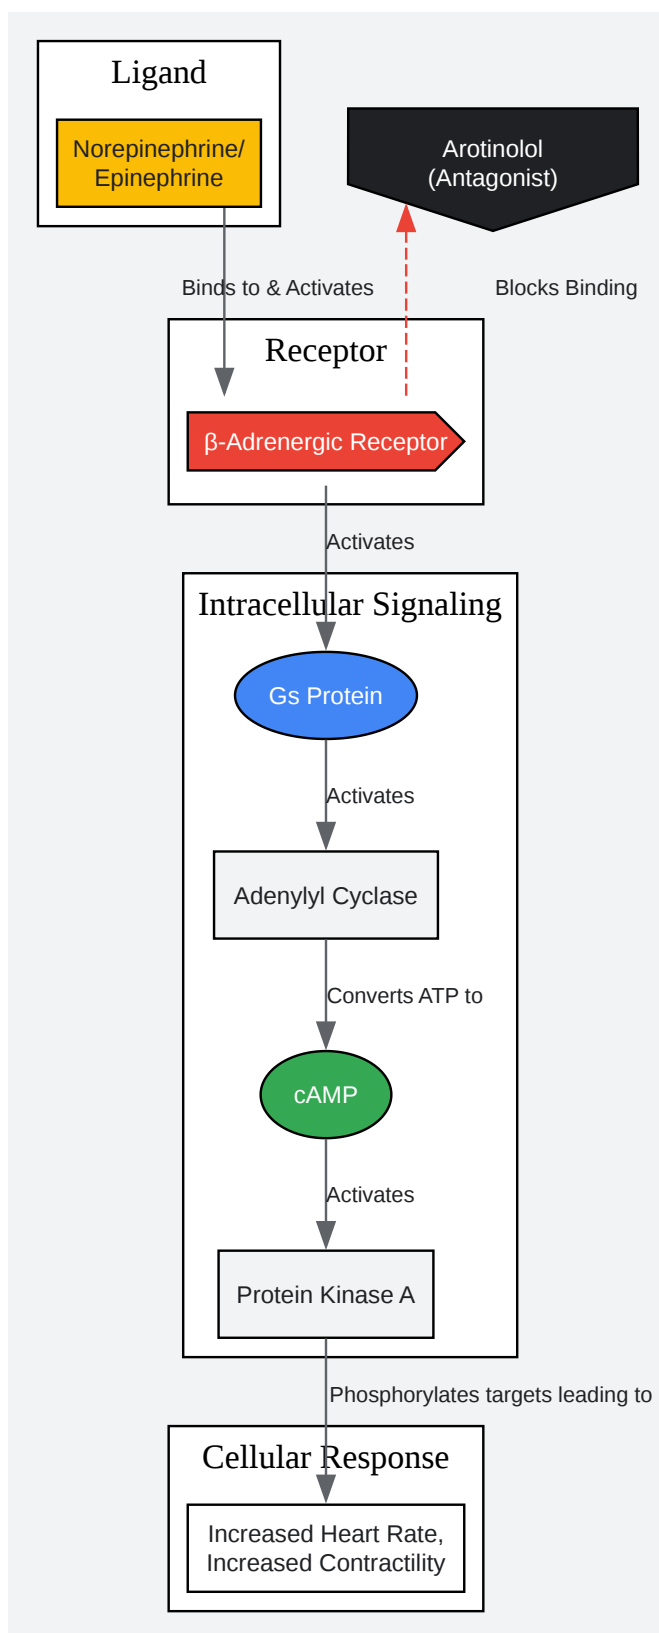 Ligand
Norepinephrine/
Epinephrine
Arotinolol
(Antagonist)
Binds to & Activates
Blocks Binding
Receptor
β-Adrenergic Receptor
Activates
Intracellular Signaling
Gs Protein
Activates
Adenylyl Cyclase
Converts ATP to
cAMP
Activates
Protein Kinase A
Phosphorylates targets leading to
Cellular Response
Increased Heart Rate,
Increased Contractility